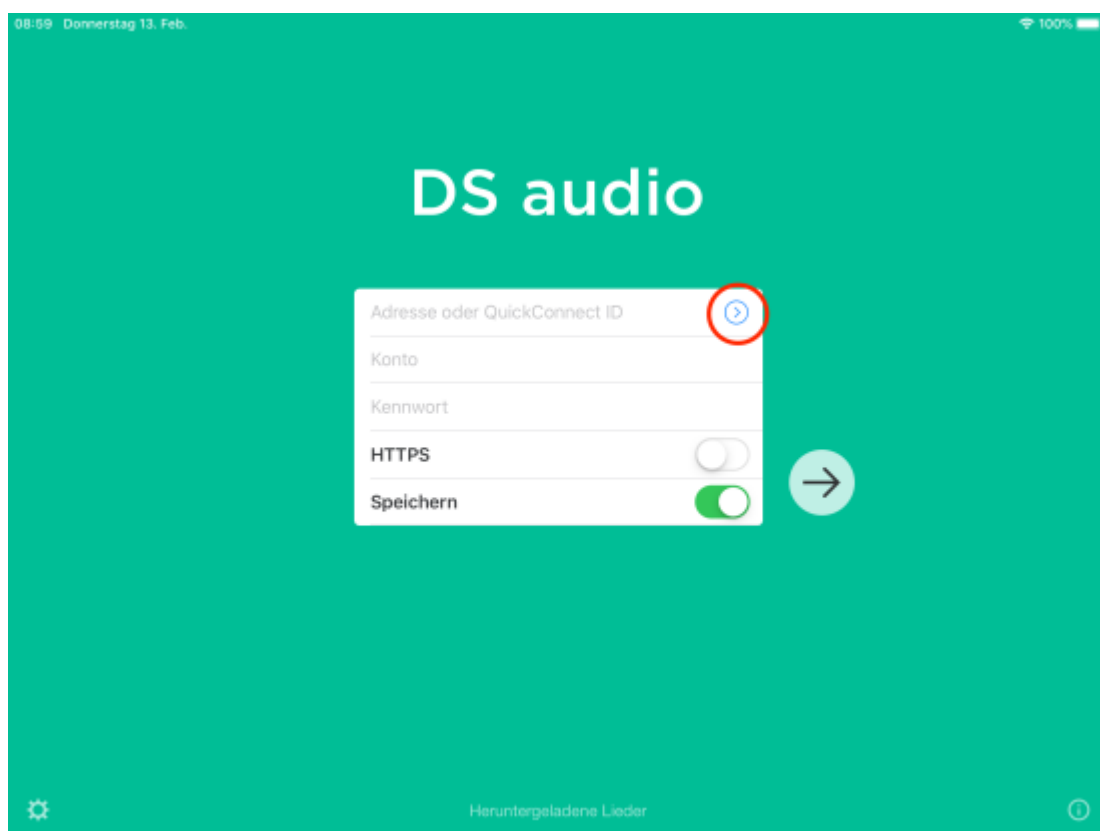 08:59 Donnerstag 13. Feb. 100%
DS audio
Adresse oder QuickConnect ID
Konto
Kennwort
HTTPS
Speichern
Heruntergeladene Lieder